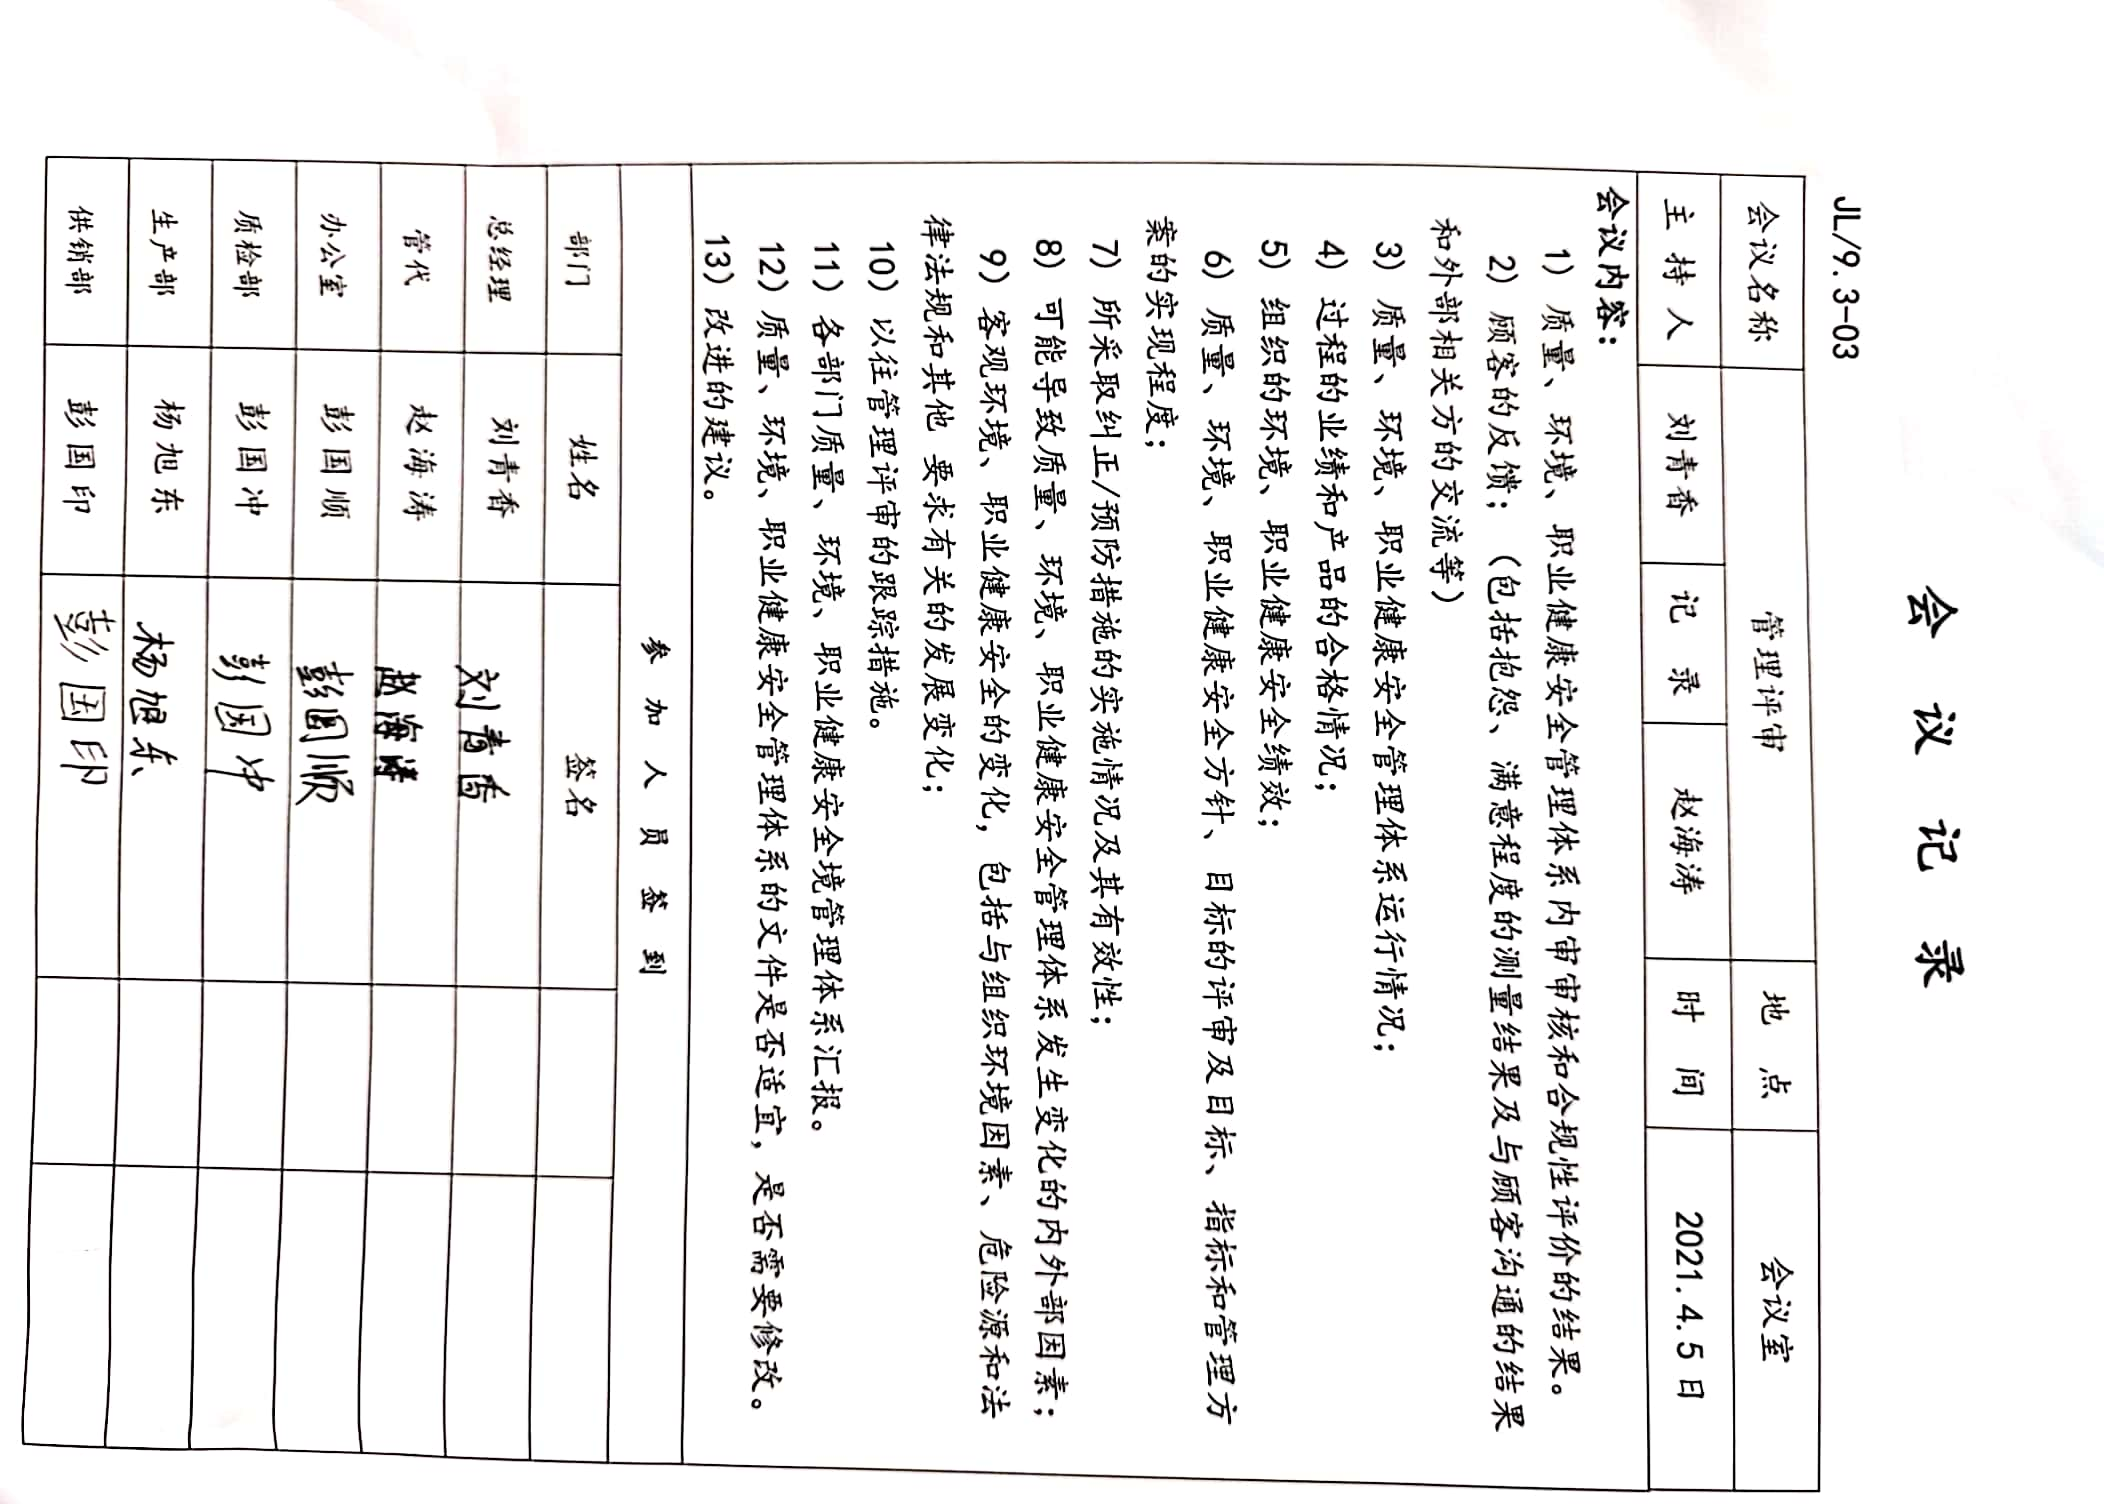 会 议 记 录
JL/9.3-03
会议名称 管理评审 地 点 会议室
主 持 人 刘青香 记 录 赵海涛 时 间 2021.4.5 日
会议内容：
1）质量、环境、职业健康安全管理体系内审审核和合规性评价的结果。
2）顾客的反馈；（包括抱怨、满意程度的测量结果及与顾客沟通的结果
和外部相关方的交流等）
3）质量、环境、职业健康安全管理体系运行情况；
4）过程的业绩和产品的合格情况；
5）组织的环境、职业健康安全绩效；
6）质量、环境、职业健康安全方针、目标的评审及目标、指标和管理方
案的实现程度；
7）所采取纠正/预防措施的实施情况及其有效性；
8）可能导致质量、环境、职业健康安全管理体系发生变化的内外部因素；
9）客观环境、职业健康安全的变化，包括与组织环境因素、危险源和法
律法规和其他 要求有关的发展变化；
10）以往管理评审的跟踪措施。
11）各部门质量、环境、职业健康安全境管理体系汇报。
12）质量、环境、职业健康安全管理体系的文件是否适宜，是否需要修改。
13）改进的建议。
参 加 人 员 签 到
部门 姓名 签名
总经理 刘青香 刘青香
管代 赵海涛 赵海涛
办公室 彭国顺 彭国顺
质检部 彭国冲 彭国冲
生产部 杨旭东 杨旭东
供销部 彭国印 彭国印